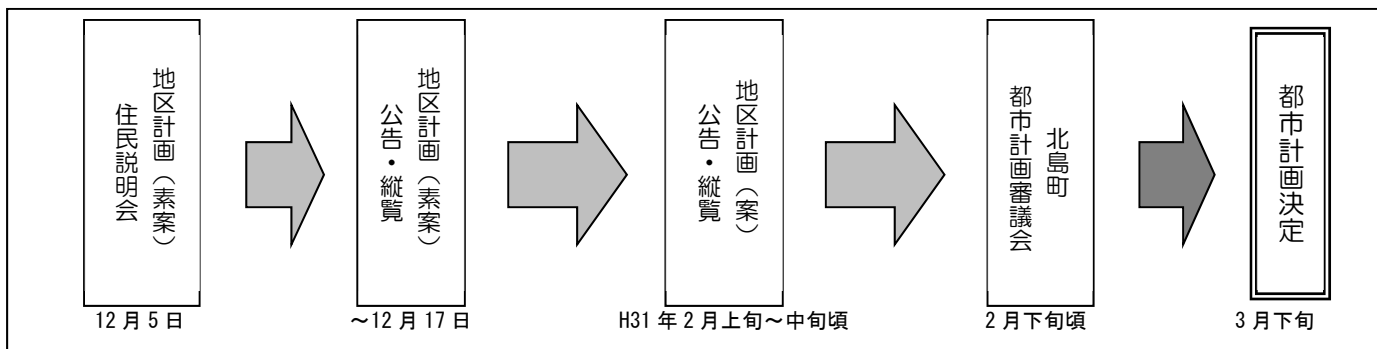 地区計画（素案）
住民説明会
12月5日
地区計画（素案）
公告・縦覧
～12月17日
地区計画（案）
公告・縦覧
H31年2月上旬～中旬頃
北島町
都市計画審議会
2月下旬頃
都市計画決定
3月下旬